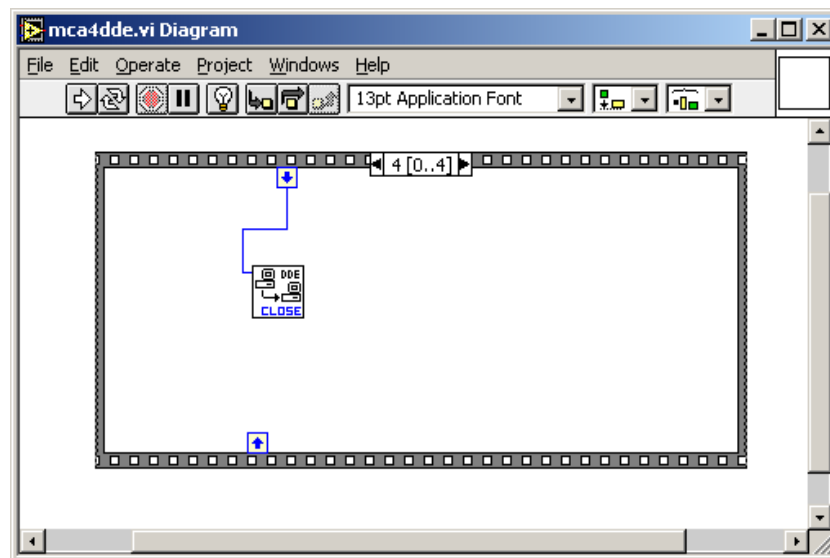 mca4dde.vi Diagram
File Edit Operate Project Windows Help
13pt Application Font
4 [0..4]
DDE
CLOSE